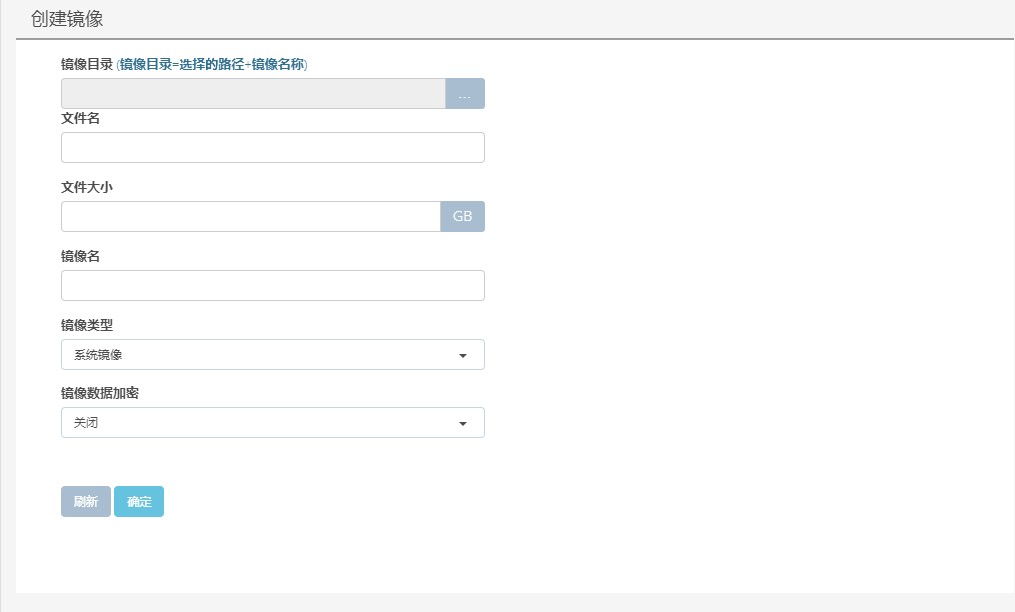 创建镜像
镜像目录 (镜像目录=选择的路径+镜像名称)
...
文件名
文件大小
GB
镜像名
镜像类型
系统镜像
镜像数据加密
关闭
刷新 确定